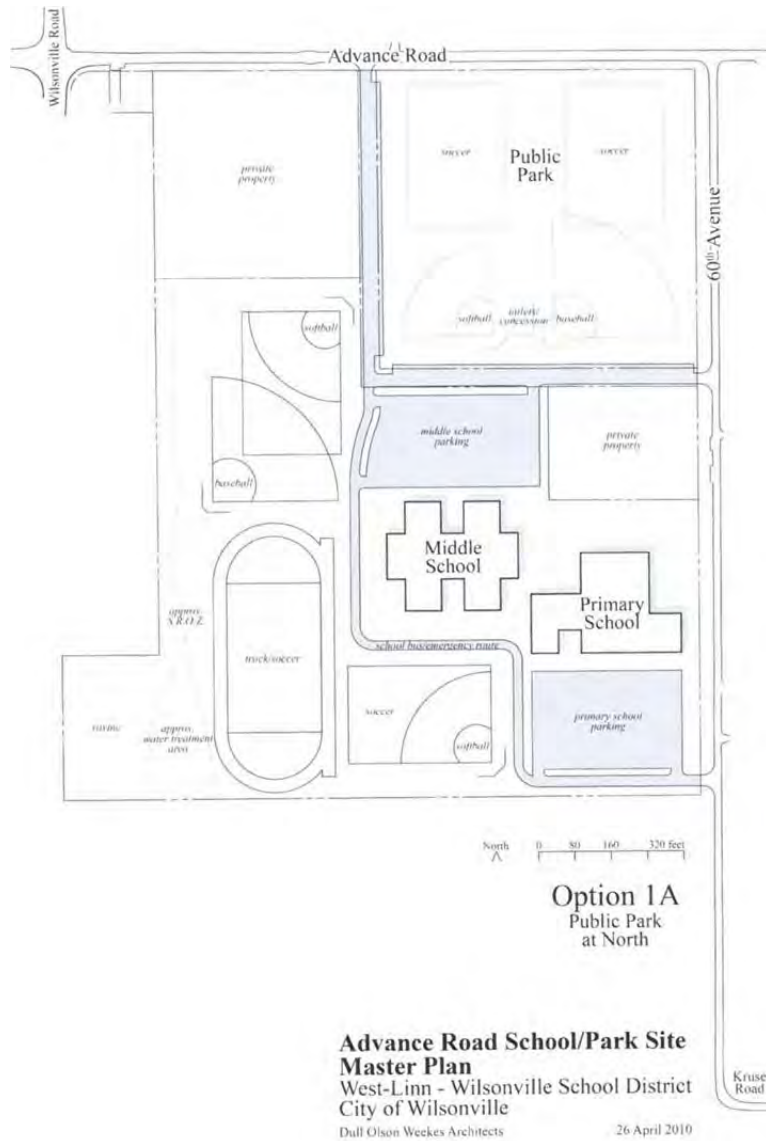 Wilsonville Road
Advance Road
60th Avenue
private
property
soccer
Public
Park
soccer
softball
toilets/
concession
baseball
softball
baseball
middle school
parking
private
property
Middle
School
Primary
School
approx.
S.R.O.Z.
track/soccer
school bus/emergency route
ravine
approx.
water treatment
area
soccer
softball
primary school
parking
North
0 80 160 320 feet
Option 1A
Public Park
at North
Advance Road School/Park Site
Master Plan
West-Linn - Wilsonville School District
City of Wilsonville
Dull Olson Weekes Architects 26 April 2010
Kruse
Road